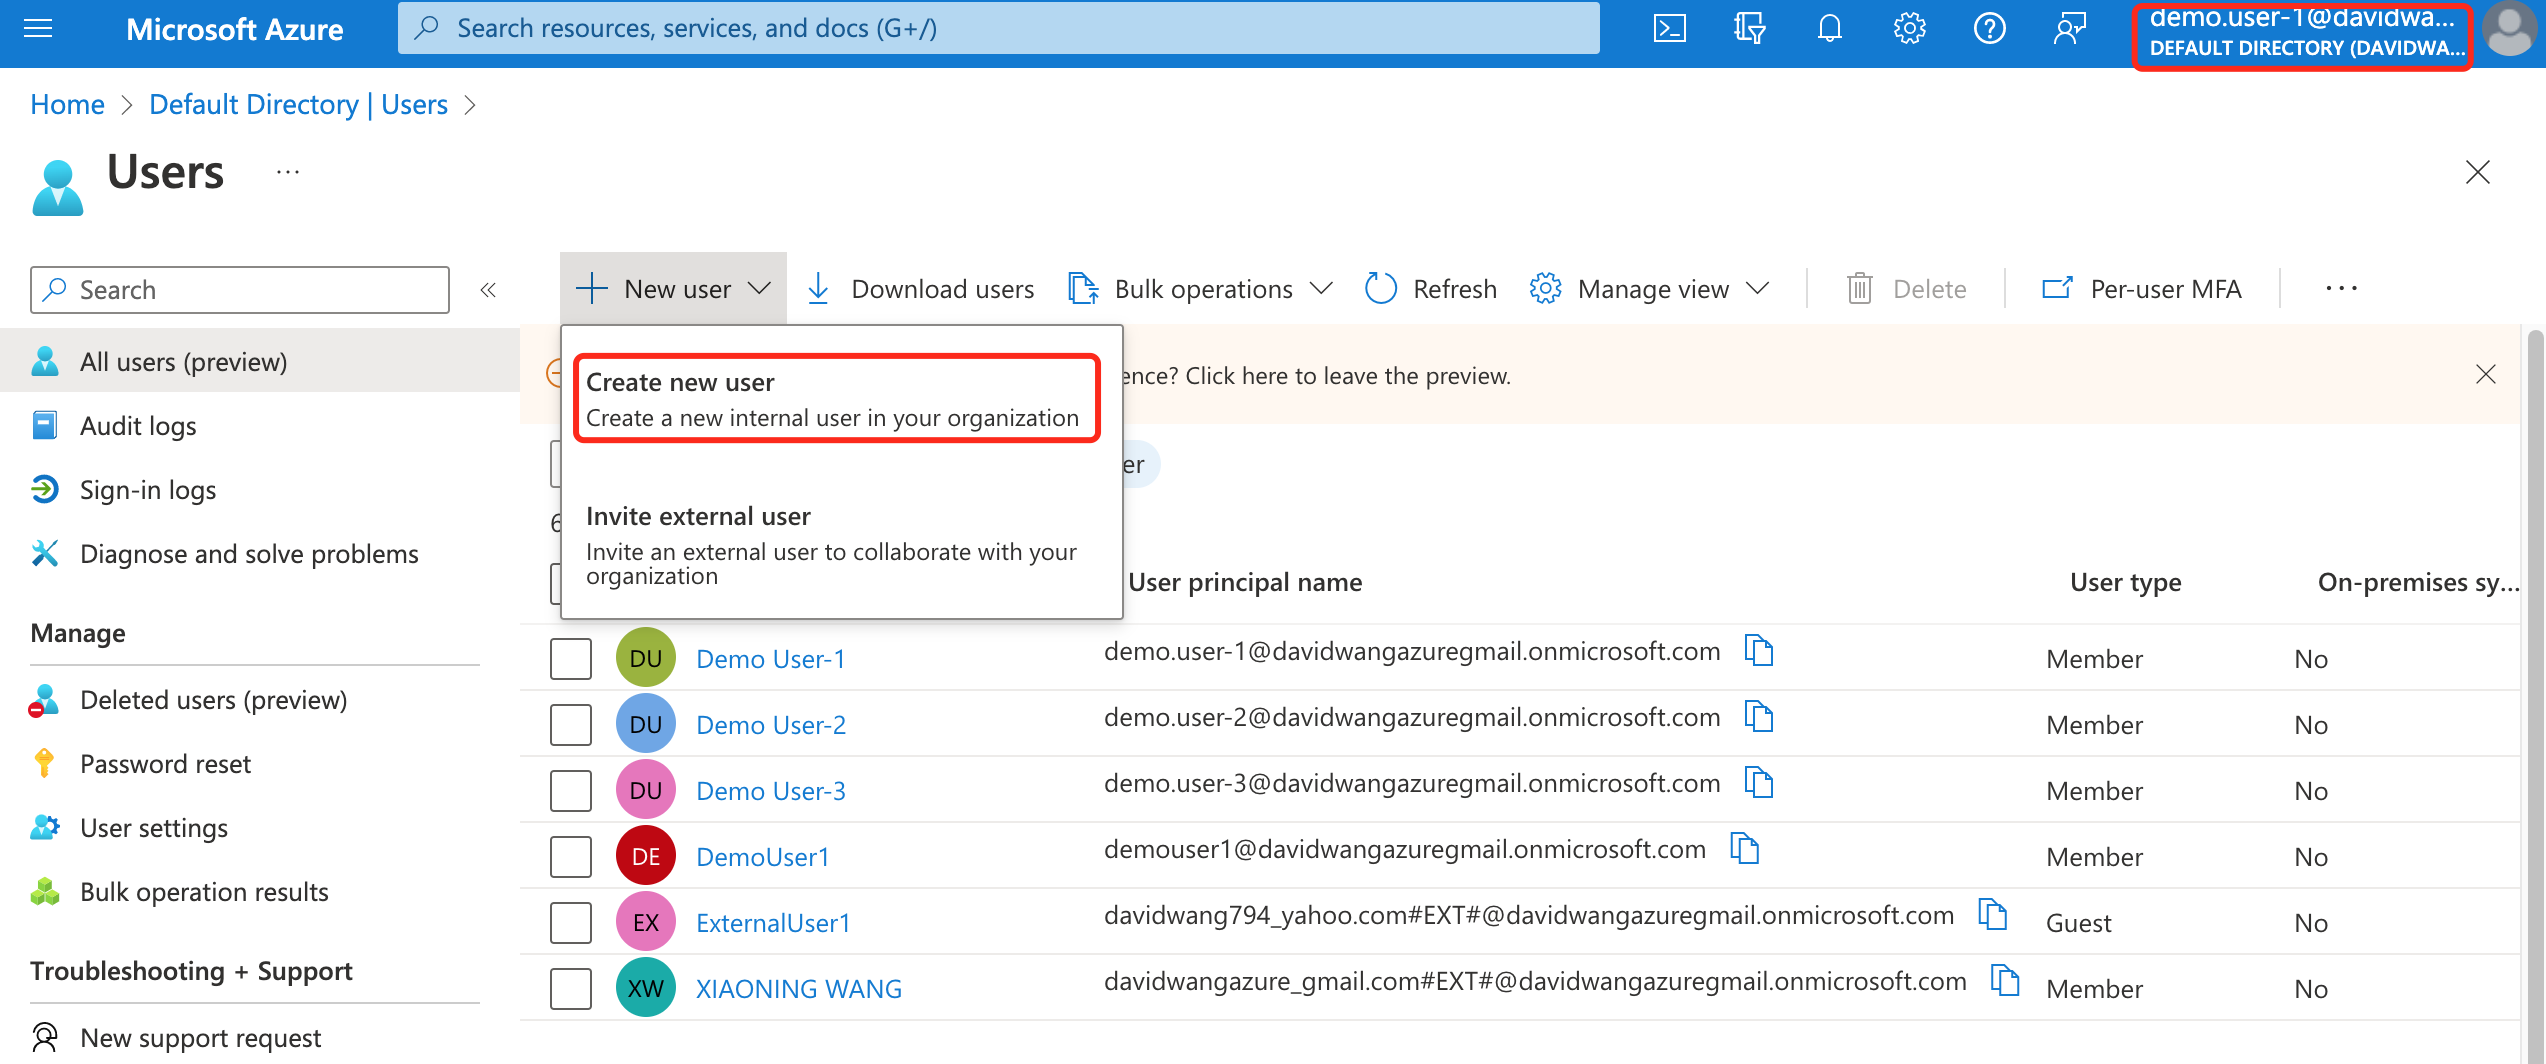 Microsoft Azure
Search resources, services, and docs (G+/)
demo.user-1@davidwa...
DEFAULT DIRECTORY (DAVIDWA...
Home > Default Directory | Users >
Users ...
Search «
New user
Download users
Bulk operations
Refresh
Manage view
Delete
Per-user MFA
...
All users (preview)
Audit logs
Sign-in logs
Diagnose and solve problems
Manage
Deleted users (preview)
Password reset
User settings
Bulk operation results
Troubleshooting + Support
New support request
Create new user
Create a new internal user in your organization
Invite external user
Invite an external user to collaborate with your
organization
ence? Click here to leave the preview.
er
6
User principal name User type On-premises sy...
DU Demo User-1 demo.user-1@davidwangazuregmail.onmicrosoft.com Member No
DU Demo User-2 demo.user-2@davidwangazuregmail.onmicrosoft.com Member No
DU Demo User-3 demo.user-3@davidwangazuregmail.onmicrosoft.com Member No
DE DemoUser1 demouser1@davidwangazuregmail.onmicrosoft.com Member No
EX ExternalUser1 davidwang794_yahoo.com#EXT#@davidwangazuregmail.onmicrosoft.com Guest No
XW XIAONING WANG davidwangazure_gmail.com#EXT#@davidwangazuregmail.onmicrosoft.com Member No